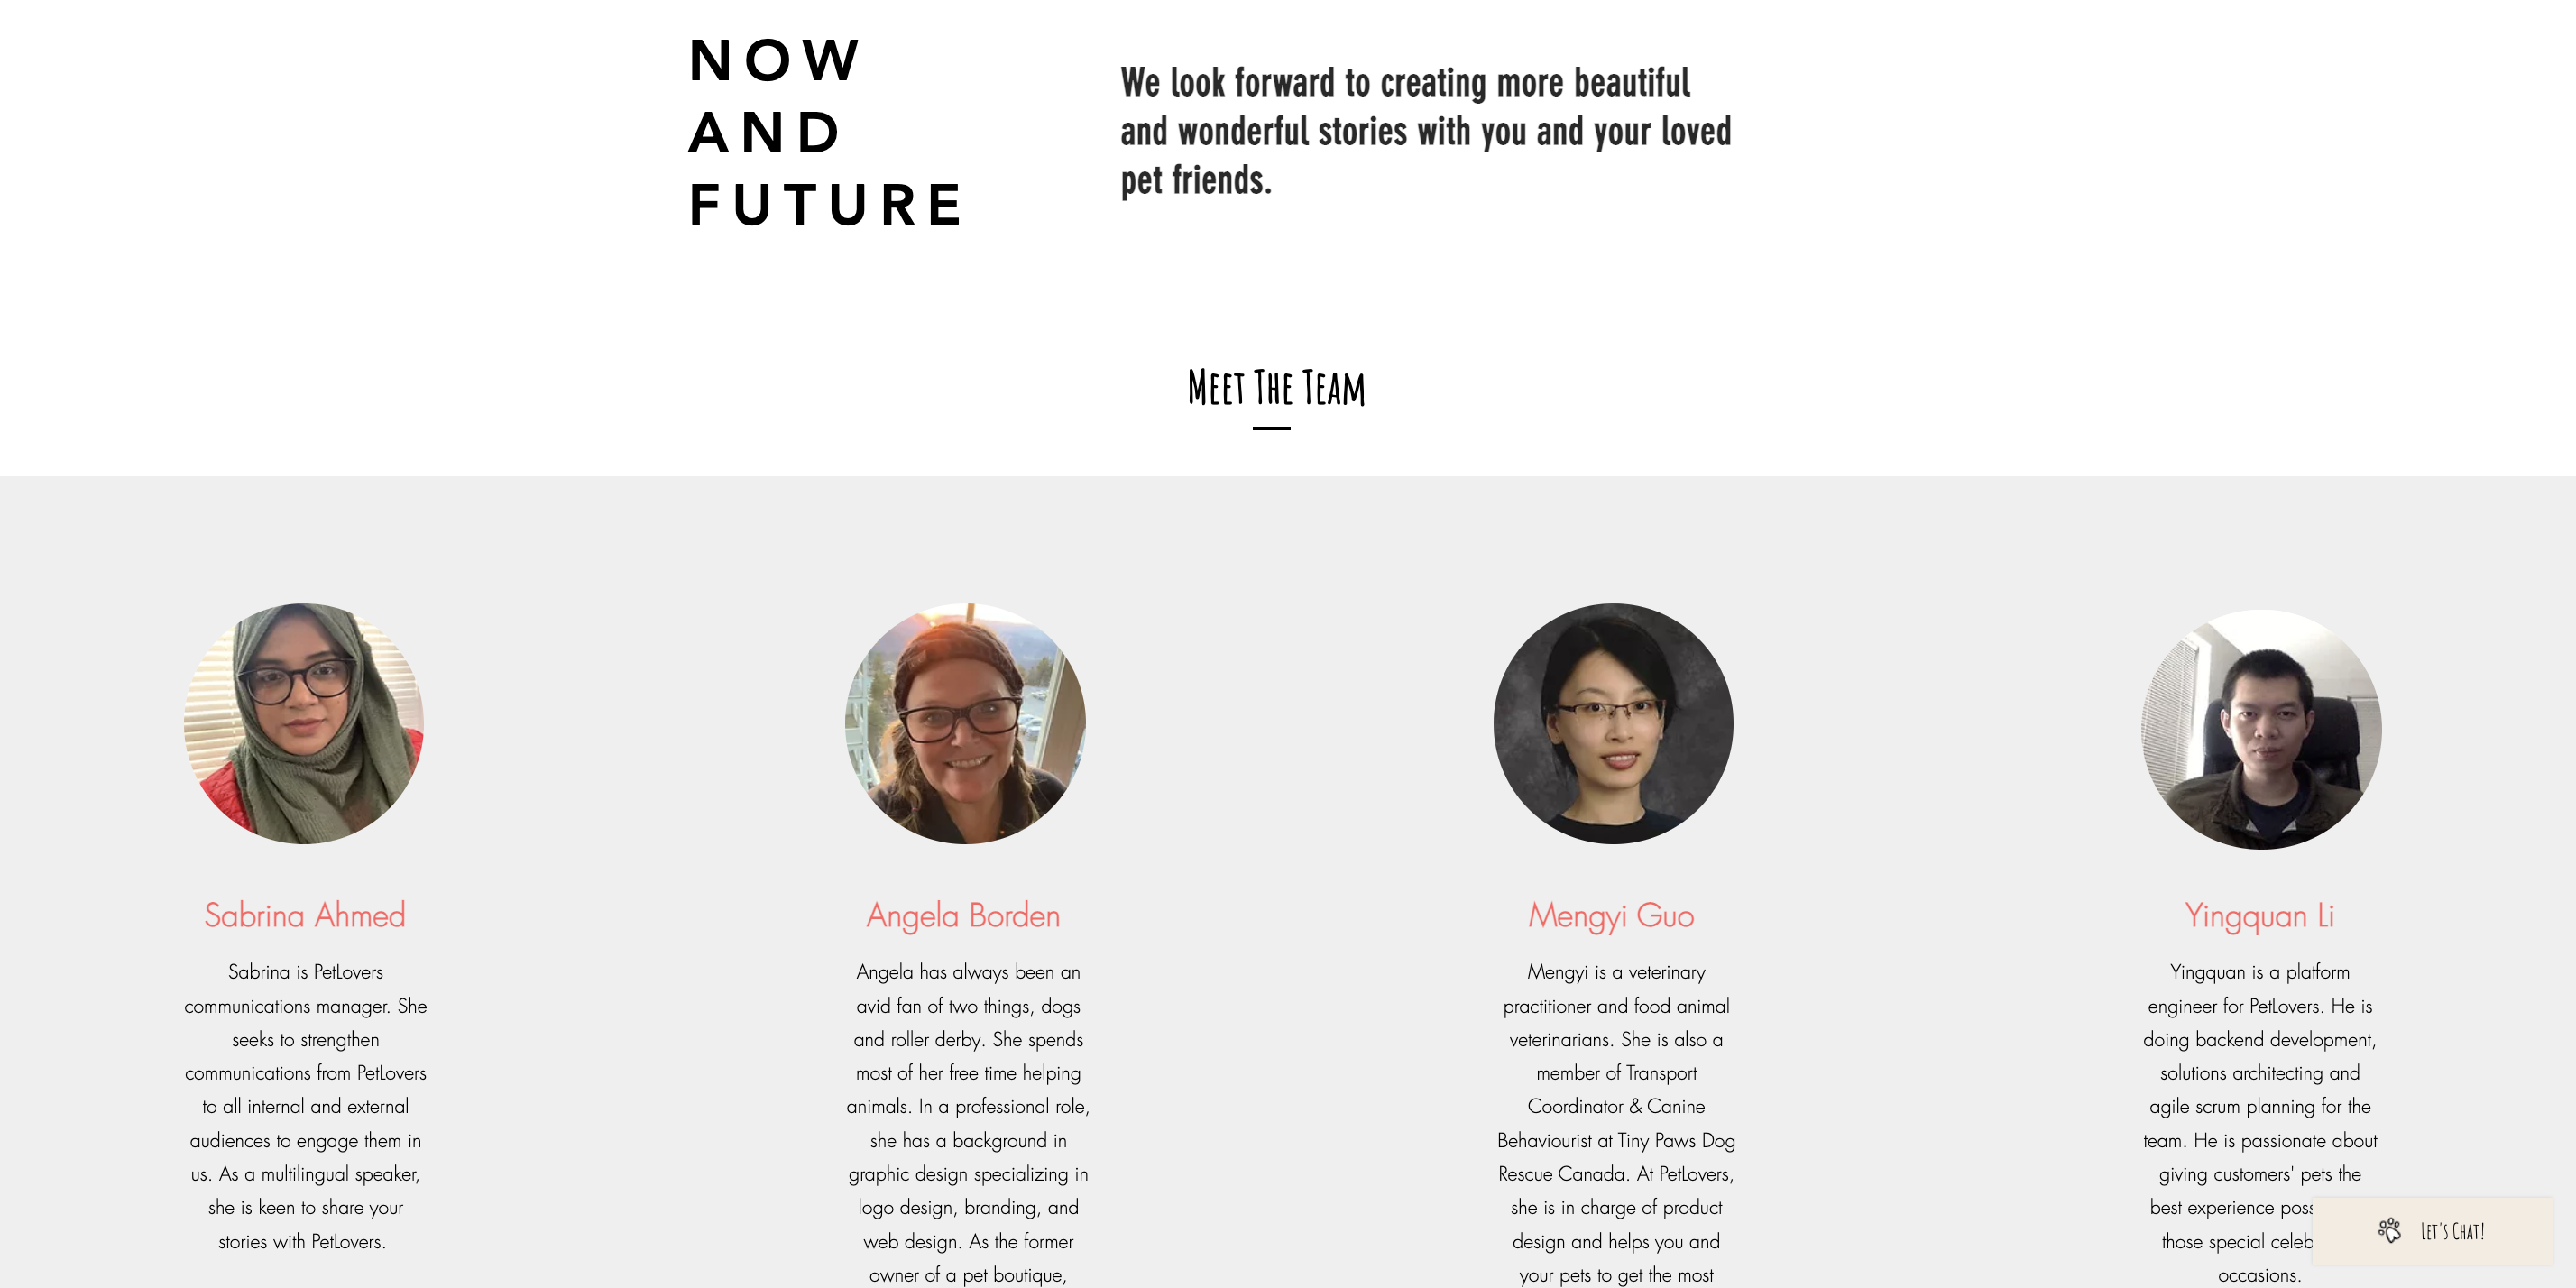 NOW
AND
FUTURE
We look forward to creating more beautiful
and wonderful stories with you and your loved
pet friends.
Meet The Team
Sabrina Ahmed
Sabrina is PetLovers
communications manager. She
seeks to strengthen
communications from PetLovers
to all internal and external
audiences to engage them in
us. As a multilingual speaker,
she is keen to share your
stories with PetLovers.
Angela Borden
Angela has always been an
avid fan of two things, dogs
and roller derby. She spends
most of her free time helping
animals. In a professional role,
she has a background in
graphic design specializing in
logo design, branding, and
web design. As the former
owner of a pet boutique,
Mengyi Guo
Mengyi is a veterinary
practitioner and food animal
veterinarians. She is also a
member of Transport
Coordinator & Canine
Behaviourist at Tiny Paws Dog
Rescue Canada. At PetLovers,
she is in charge of product
design and helps you and
your pets to get the most
Yingquan Li
Yingquan is a platform
engineer for PetLovers. He is
doing backend development,
solutions architecting and
agile scrum planning for the
team. He is passionate about
giving customers' pets the
best experience
those special
occasions.
Let's Chat!